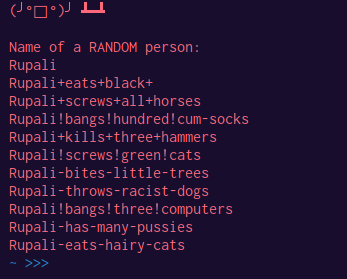 (╯°□°)╯ ┻━┻
Name of a RANDOM person:
Rupali
Rupali+eats+black+
Rupali+screws+all+horses
Rupali!bangs!hundred!cum-socks
Rupali+kills+three+hammers
Rupali!screws!green!cats
Rupali-bites-little-trees
Rupali-throws-racist-dogs
Rupali!bangs!three!computers
Rupali-has-many-pussies
Rupali-eats-hairy-cats
~ >>>